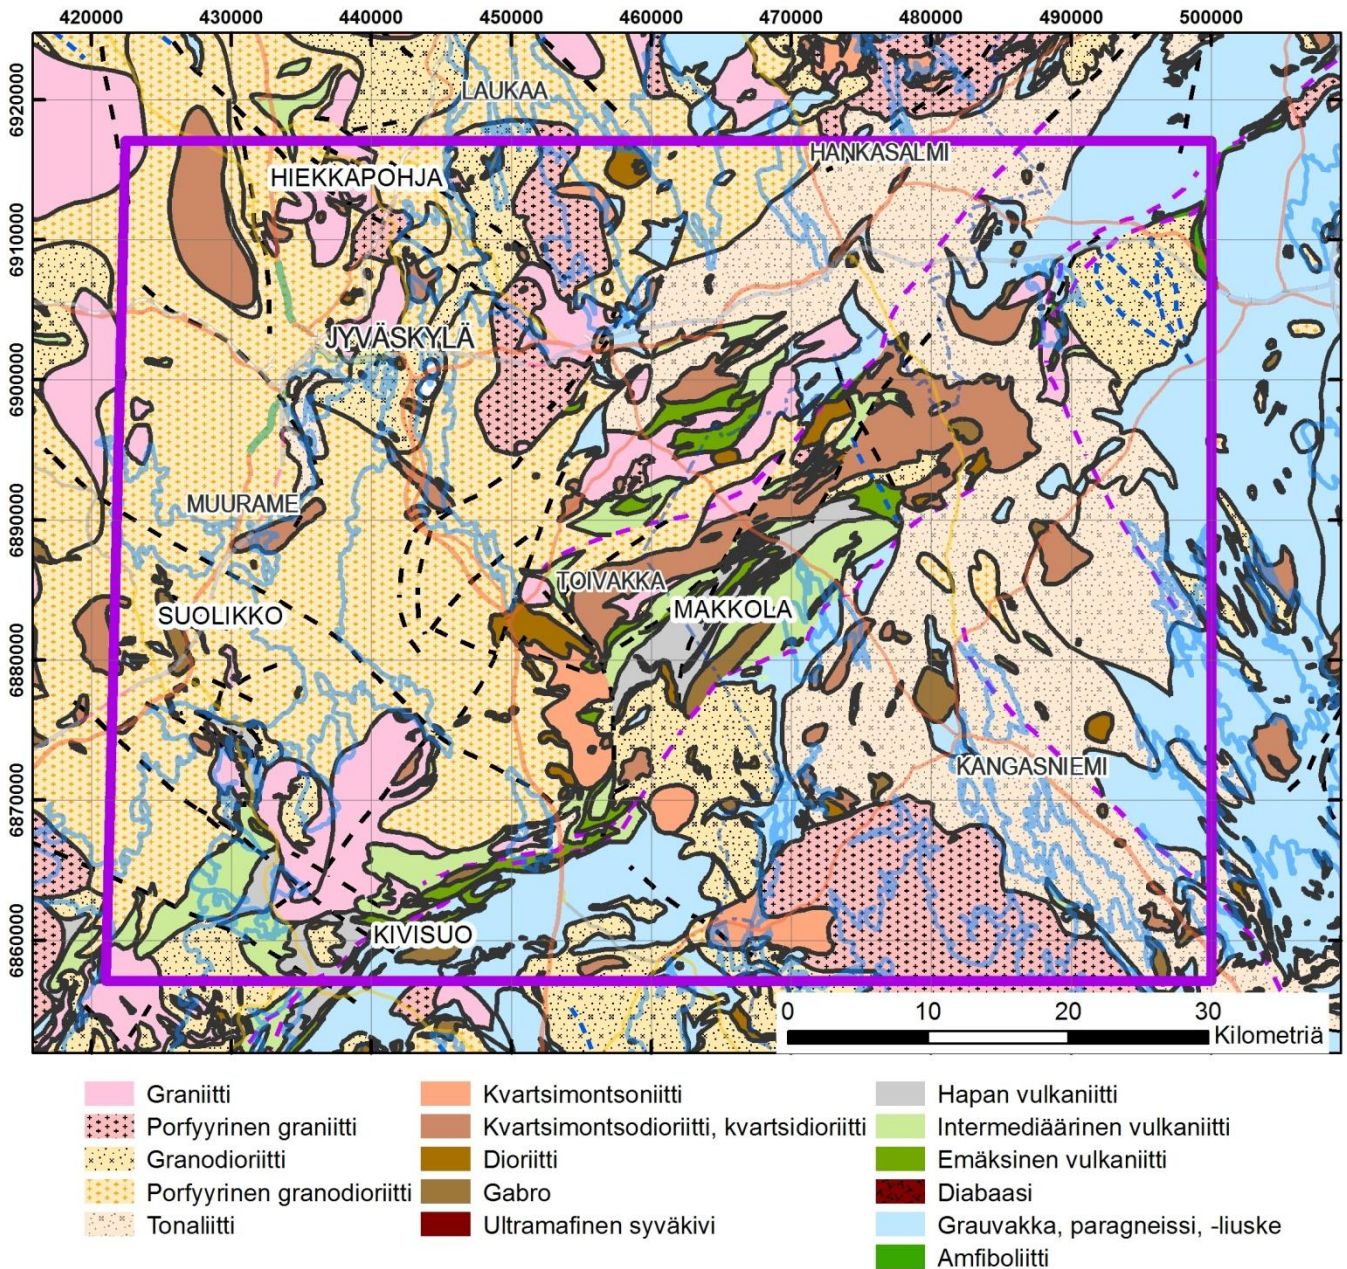 420000 430000 440000 450000 460000 470000 480000 490000 500000
6920000
6910000
6900000
6890000
6880000
6870000
6860000
LAUKAA
HANKASALMI
HIEKKAPOHJA
JYVÄSKYLÄ
MUURAME
TOIVAKKA
SUOLIKKO
MAKKOLA
KANGASNIEMI
KIVISUO
0 10 20 30
Kilometriä
Graniitti
Porfyyrinen graniitti
Granodioriitti
Porfyyrinen granodioriitti
Tonaliitti
Kvartsimontsoniitti
Kvartsimontsodioriitti, kvartsidioriitti
Dioriitti
Gabro
Ultramafinen syväkivi
Hapan vulkaniitti
Intermediäärinen vulkaniitti
Emäksinen vulkaniitti
Diabaasi
Grauvakka, paragneissi, -liuske
Amfiboliitti